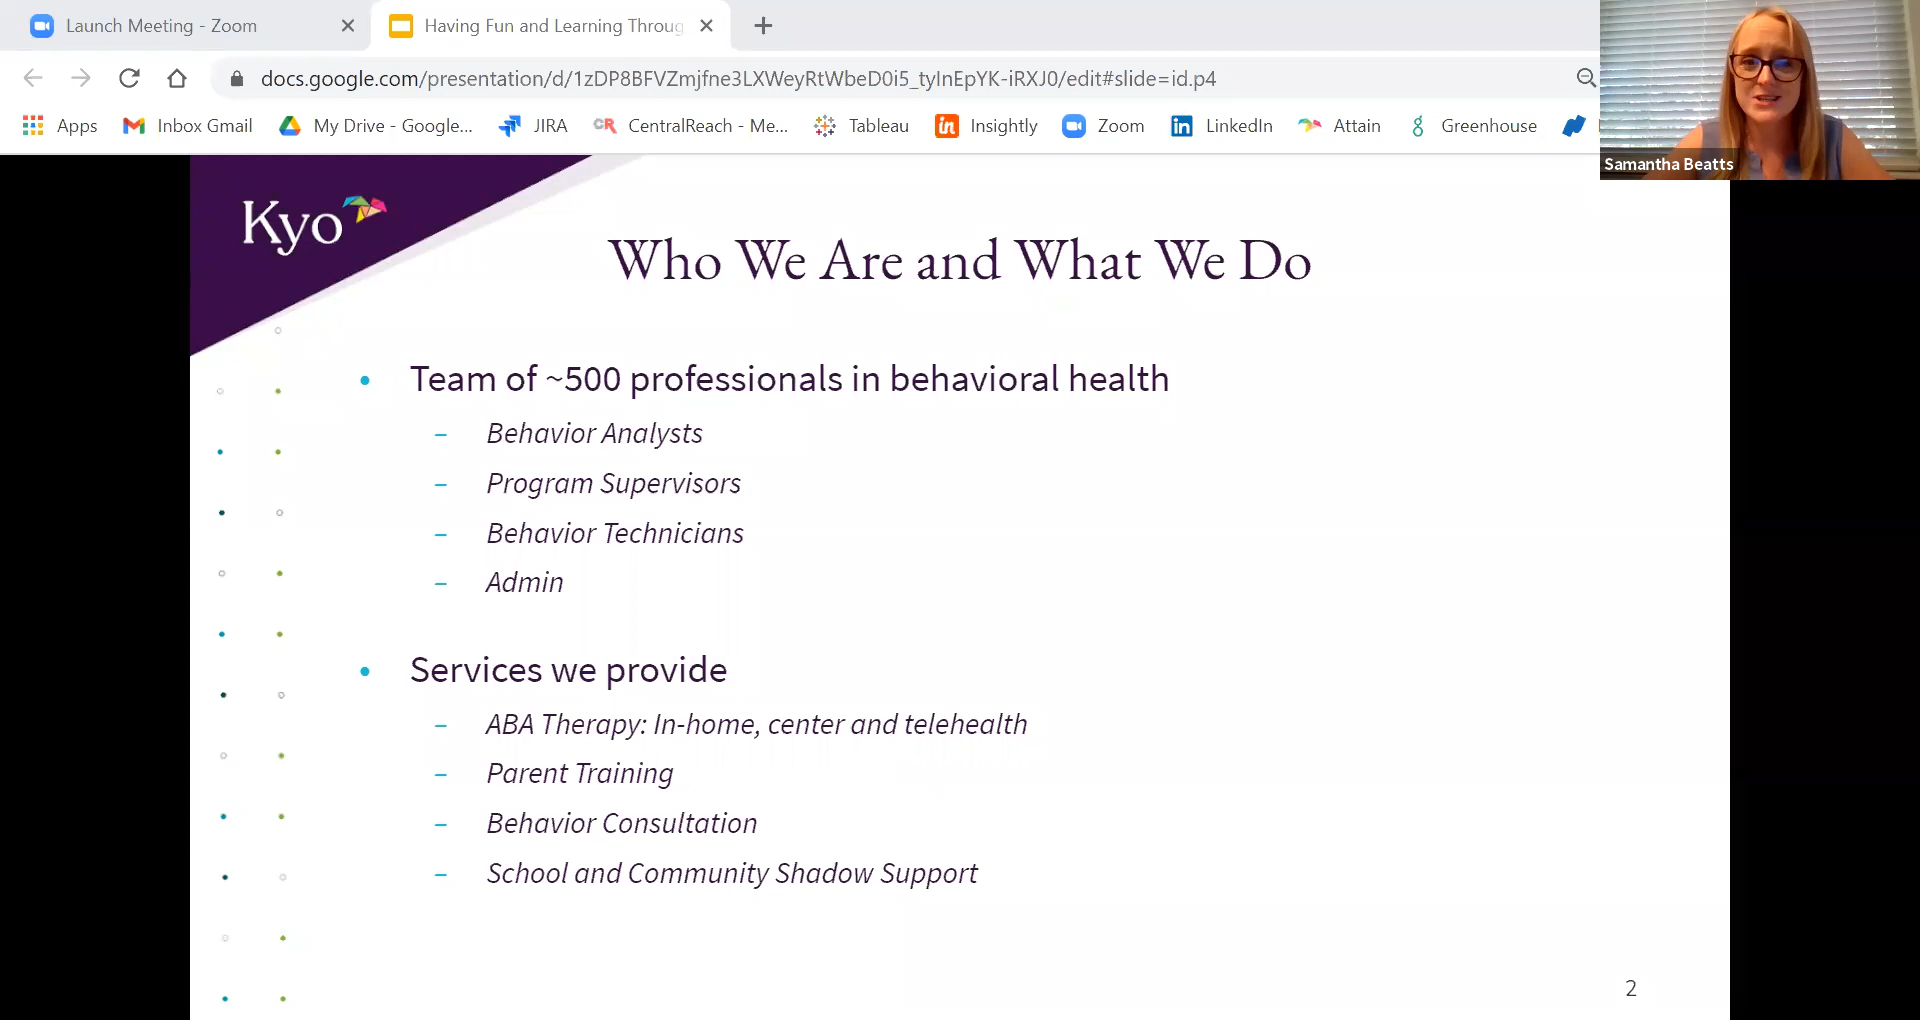 Launch Meeting - Zoom
Having Fun and Learning Throug
docs.google.com/presentation/d/1zDP8BFVZmjfne3LXWeyRtWbeD0i5_tyInEpYK-iRXJ0/edit#slide=id.p4
Apps Inbox Gmail My Drive - Google... JIRA CR CentralReach - Me... Tableau in Insightly Zoom in LinkedIn Attain Greenhouse
Samantha Beatts
Kyo
Who We Are and What We Do
• Team of ~500 professionals in behavioral health
– Behavior Analysts
– Program Supervisors
– Behavior Technicians
– Admin
• Services we provide
– ABA Therapy: In-home, center and telehealth
– Parent Training
– Behavior Consultation
– School and Community Shadow Support
2